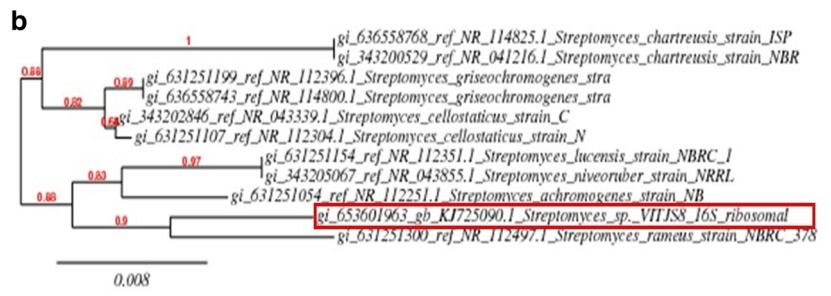 b
gi_636558768_ref_NR_114825.1_Streptomyces_chartreusis_strain_ISP
1
gi_343200529_ref_NR_041216.1_Streptomyces_chartreusis_strain_NBR
0.88
gi_631251199_ref_NR_112396.1_Streptomyces_griseochromogenes_stra
0.89
gi_636558743_ref_NR_114800.1_Streptomyces_griseochromogenes_stra
0.82
gi_343202846_ref_NR_043339.1_Streptomyces_cellostaticus_strain_C
gi_631251107_ref_NR_112304.1_Streptomyces_cellostaticus_strain_N
gi_631251154_ref_NR_112351.1_Streptomyces_lucensis_strain_NBRC_1
0.97
gi_343205067_ref_NR_043855.1_Streptomyces_niveoruber_strain_NRRL
0.83
gi_631251054_ref_NR_112251.1_Streptomyces_achromogenes_strain_NB
0.88
gi_653601963_gb_KJ725090.1_Streptomyces_sp._VITJS8_16S_ribosomal
0.9
gi_631251300_ref_NR_112497.1_Streptomyces_rameus_strain_NBRC_378
0.008